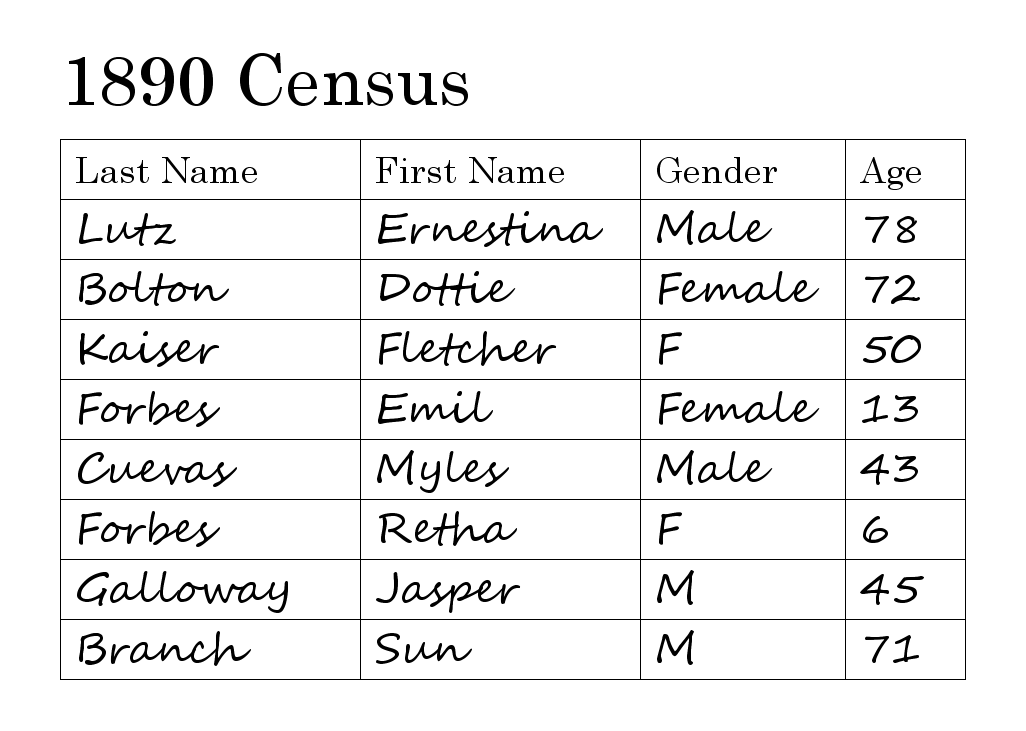 1890 Census
Last Name First Name Gender Age
Lutz Ernestina Male 78
Bolton Dottie Female 72
Kaiser Fletcher F 50
Forbes Emil Female 13
Cuevas Myles Male 43
Forbes Retha F 6
Galloway Jasper M 45
Branch Sun M 71